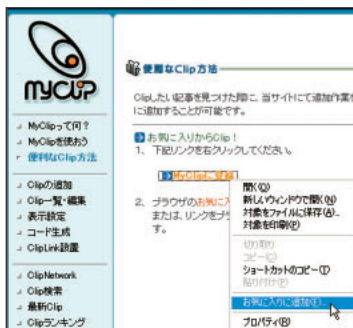 MyCLiP
便利なClip方法
Clipしたい記事を見つけた際に、当サイトにて追加作業を
に追加することが可能です。
お気に入りからClip！
1、 下記リンクを右クリックしてください。
MyClipに登録
2、 ブラウザのお気に入
または、リンクをブラ
す。
MyClipって何？
MyClipを使おう
便利なClip方法
Clipの追加
Clip一覧・編集
表示設定
コード生成
ClipLink設置
ClipNetwork
Clip検索
最新Clip
Clipランキング
開く(O)
新しいウィンドウで開く(N)
対象をファイルに保存(A)...
対象を印刷(P)
切り取り
コピー(C)
ショートカットのコピー(T)
貼り付け(P)
お気に入りに追加(F)...
プロパティ(R)